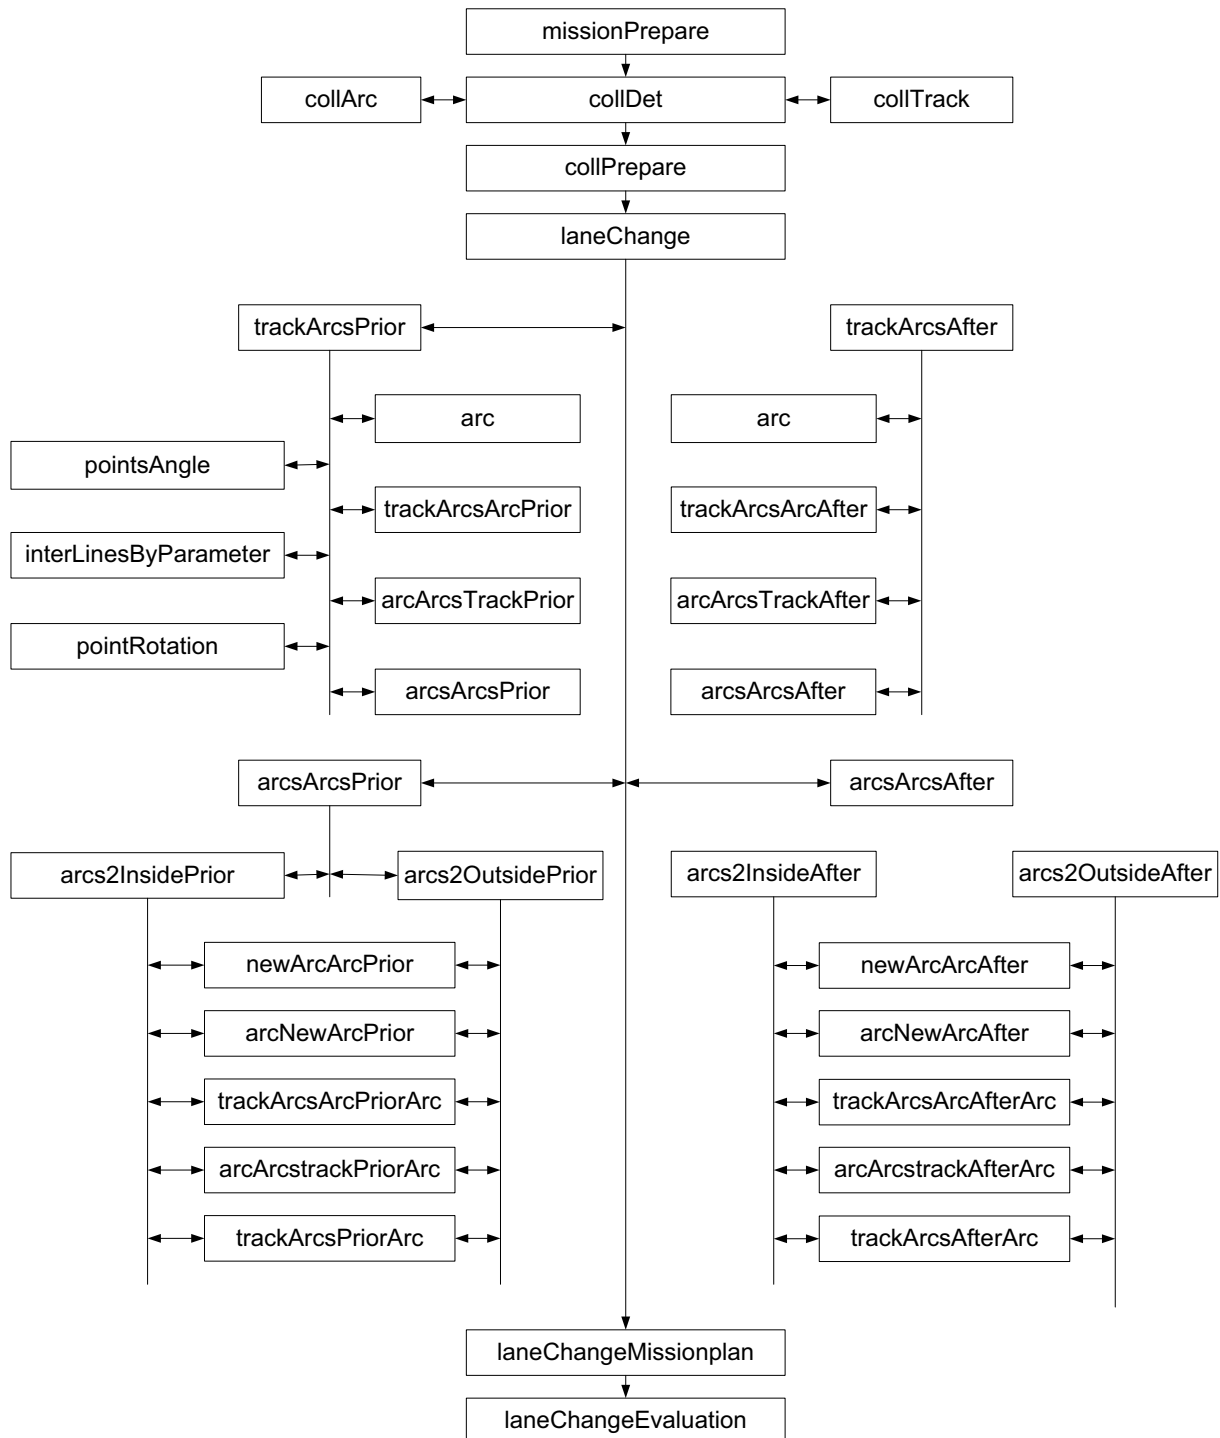 missionPrepare
collArc
collDet
collTrack
collPrepare
laneChange
trackArcsPrior
trackArcsAfter
arc
arc
pointsAngle
trackArcsArcPrior
trackArcsArcAfter
interLinesByParameter
arcArcsTrackPrior
arcArcsTrackAfter
pointRotation
arcsArcsPrior
arcsArcsAfter
arcsArcsPrior
arcsArcsAfter
arcs2InsidePrior
arcs2OutsidePrior
arcs2InsideAfter
arcs2OutsideAfter
newArcArcPrior
newArcArcAfter
arcNewArcPrior
arcNewArcAfter
trackArcsArcPriorArc
trackArcsArcAfterArc
arcArcstrackPriorArc
arcArcstrackAfterArc
trackArcsPriorArc
trackArcsAfterArc
laneChangeMissionplan
laneChangeEvaluation